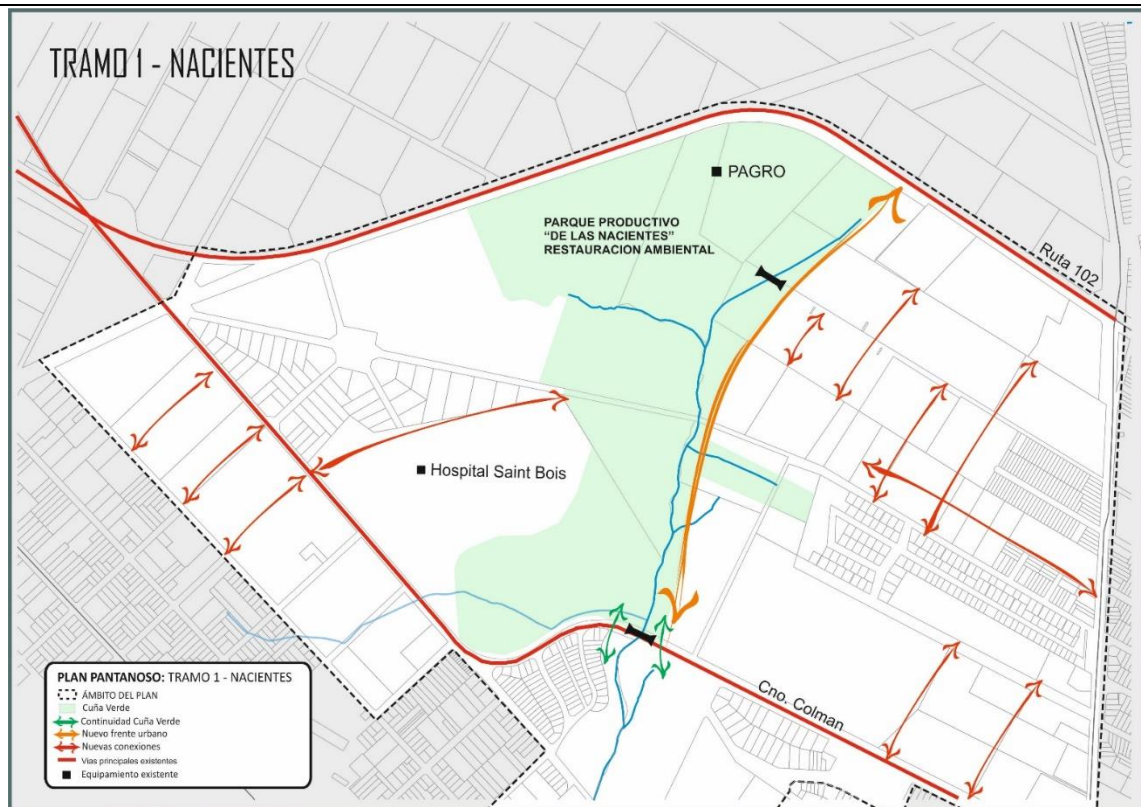 TRAMO 1 - NACIENTES
PAGRO
PARQUE PRODUCTIVO
“DE LAS NACIENTES”
RESTAURACION AMBIENTAL
Ruta 102
Hospital Saint Bois
Cno. Colman
PLAN PANTANOSO: TRAMO 1 - NACIENTES
ÁMBITO DEL PLAN
Cuña Verde
Continuidad Cuña Verde
Nuevo frente urbano
Nuevas conexiones
Vias principales existentes
Equipamiento existente